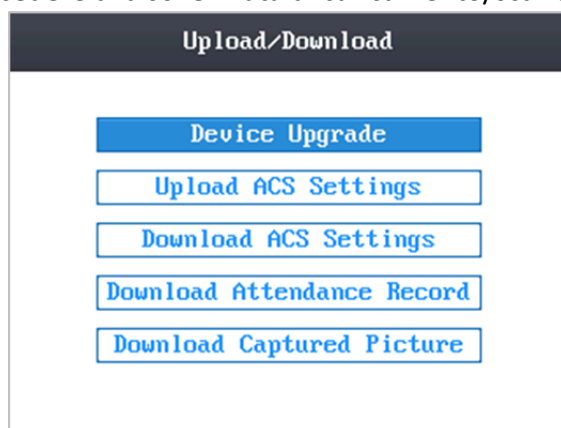 Upload/Download
Device Upgrade
Upload ACS Settings
Download ACS Settings
Download Attendance Record
Download Captured Picture